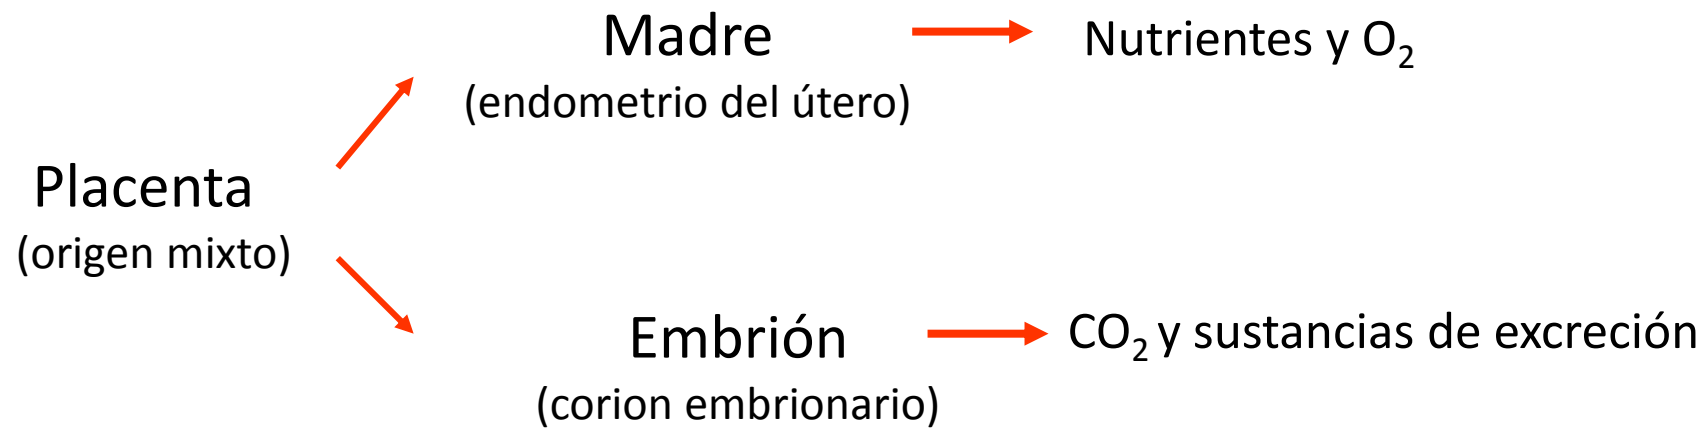 Madre
(endometrio del útero)
Nutrientes y O₂
Placenta
(origen mixto)
Embrión
(corion embrionario)
CO₂ y sustancias de excreción